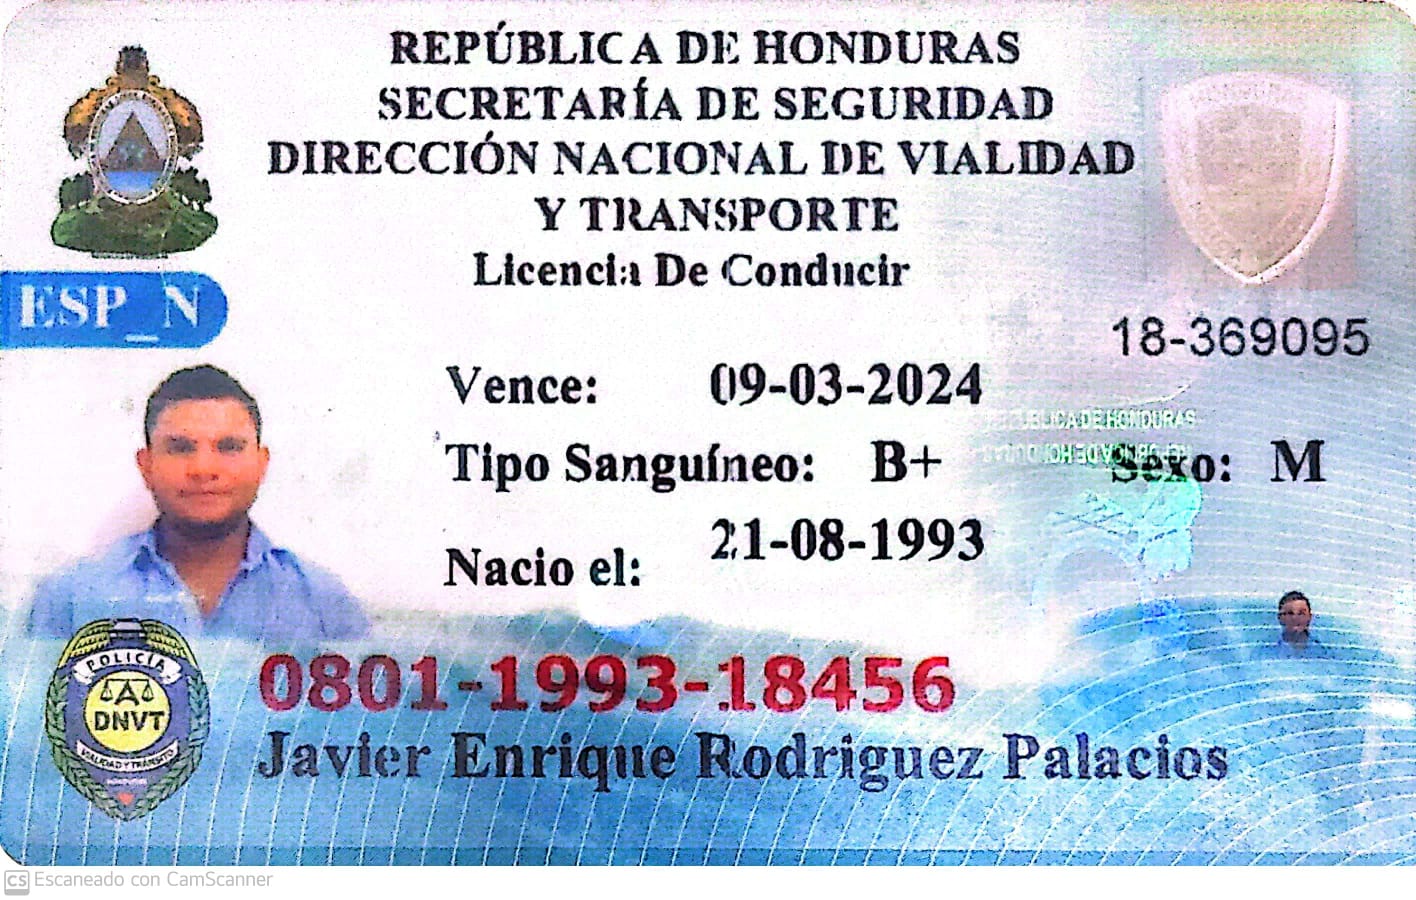 REPÚBLICA DE HONDURAS
SECRETARÍA DE SEGURIDAD
DIRECCIÓN NACIONAL DE VIALIDAD
Y TRANSPORTE
Licencia De Conducir
ESP_N
18-369095
Vence: 09-03-2024
REPUBLICA DE HONDURAS
Tipo Sanguíneo: B+ Sexo: M
Nacio el: 21-08-1993
0801-1993-18456
POLICÍA
DNVT
VIALIDAD Y TRANSITO
Javier Enrique Rodriguez Palacios
CS Escaneado con CamScanner